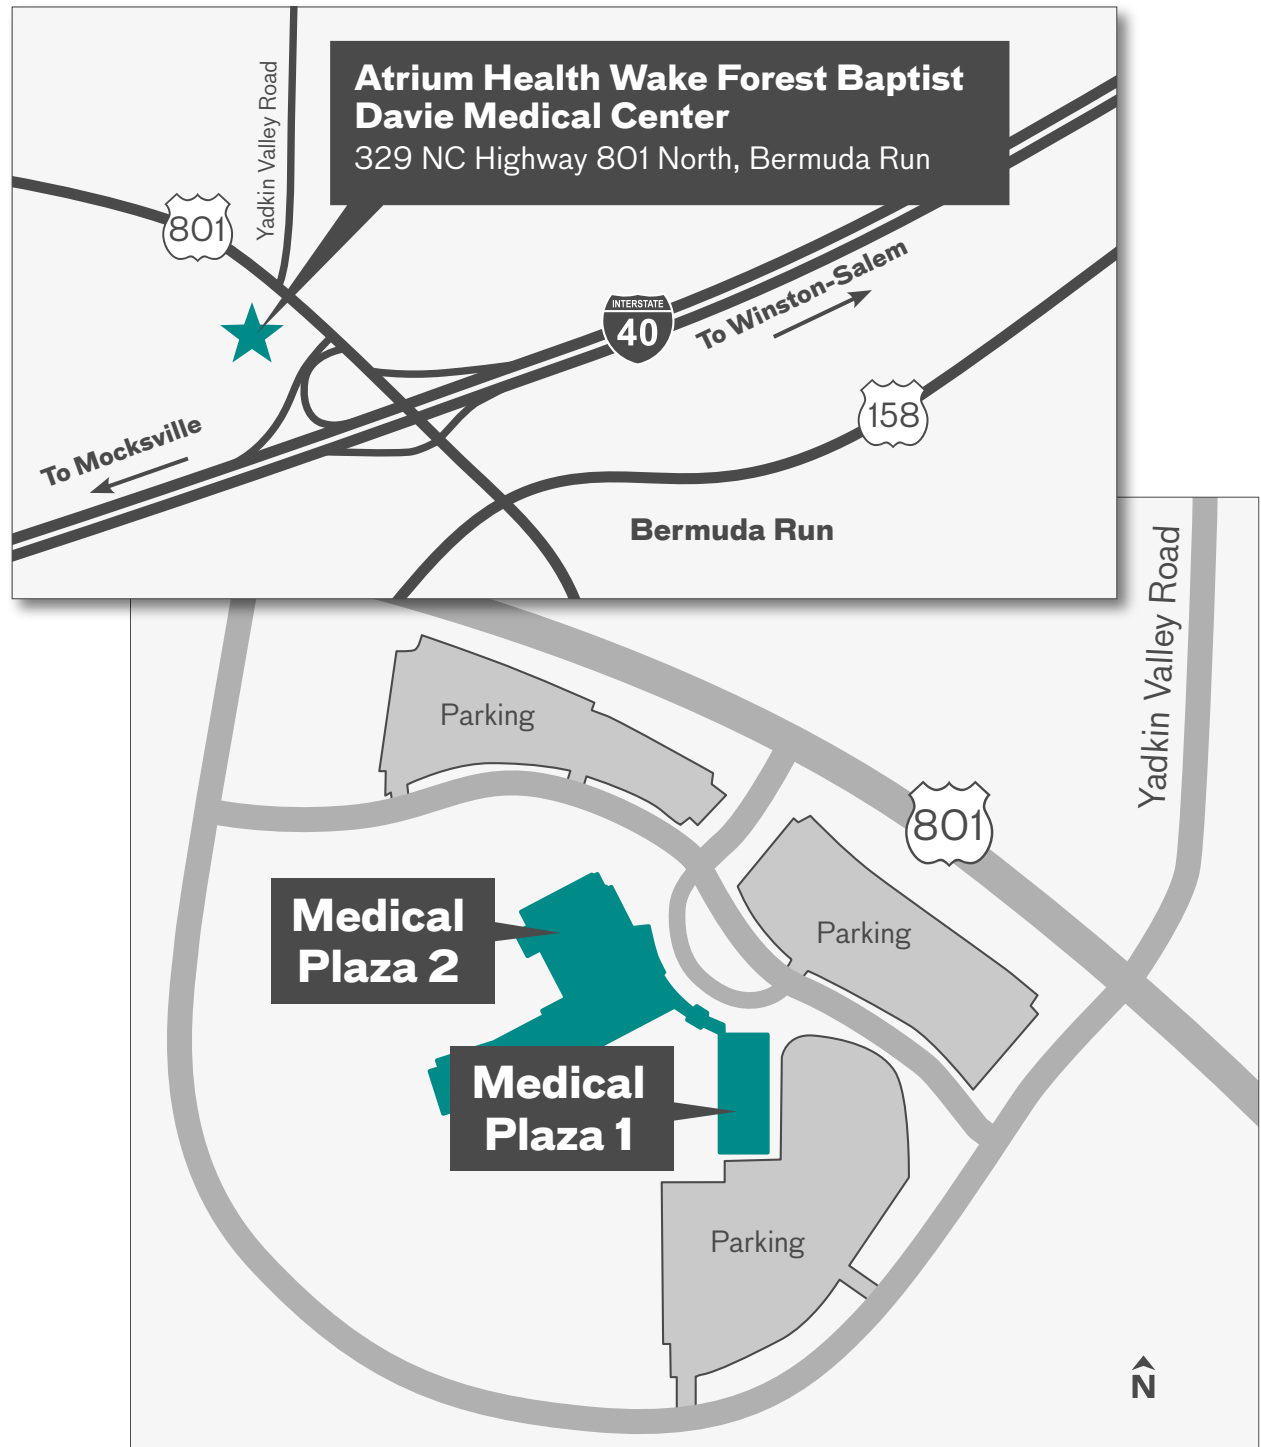 Atrium Health Wake Forest Baptist
Davie Medical Center
329 NC Highway 801 North, Bermuda Run
Yadkin Valley Road
801
INTERSTATE
40
To Winston-Salem
158
To Mocksville
Bermuda Run
Yadkin Valley Road
Parking
801
Medical
Plaza 2
Parking
Medical
Plaza 1
Parking
N